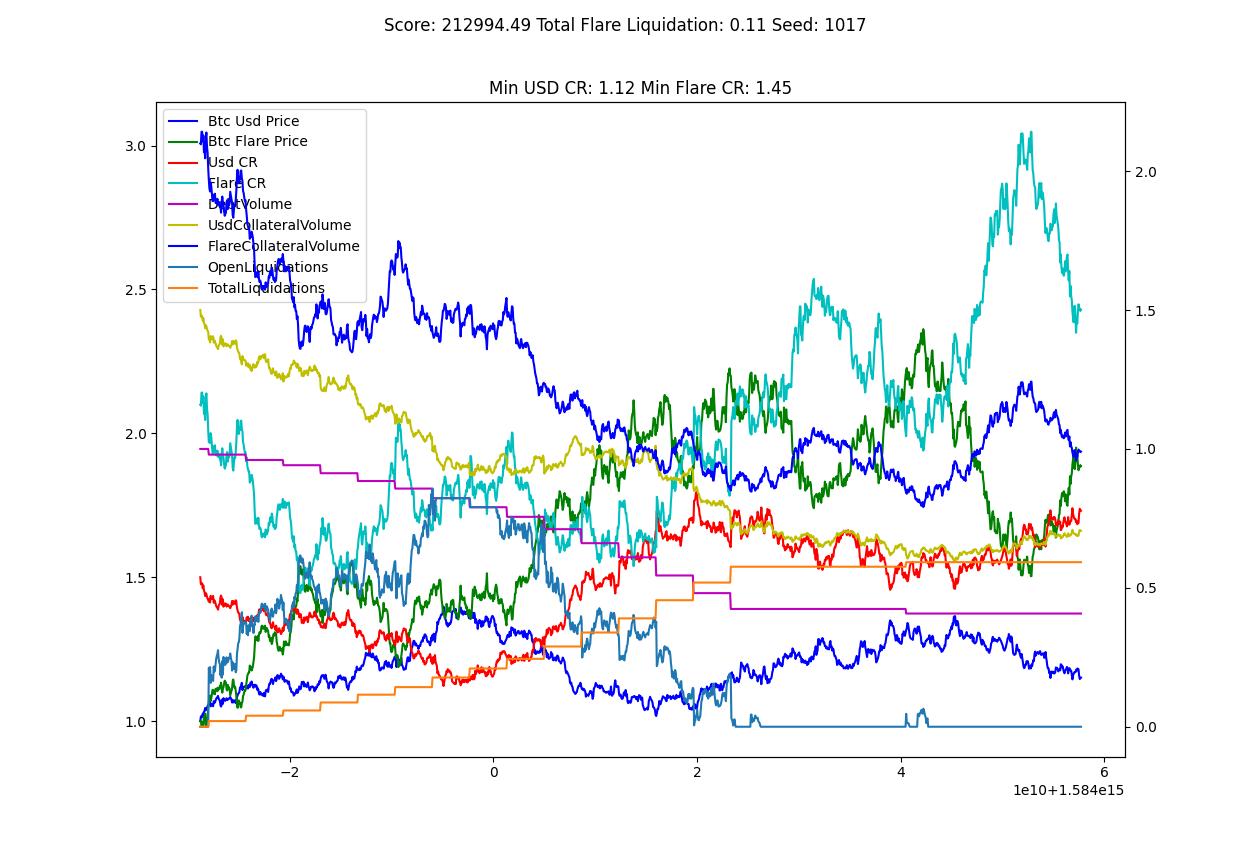 Score: 212994.49 Total Flare Liquidation: 0.11 Seed: 1017
Min USD CR: 1.12 Min Flare CR: 1.45
Btc Usd Price
Btc Flare Price
Usd CR
Flare CR
DebtVolume
UsdCollateralVolume
FlareCollateralVolume
OpenLiquidations
TotalLiquidations
3.0
2.5
2.0
1.5
1.0
2.0
1.5
1.0
0.5
0.0
−2
0
2
4
6
1e10+1.584e15